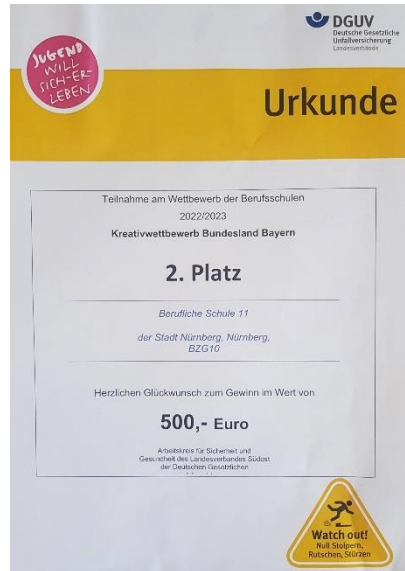 DGUV
Deutsche Gesetzliche
Unfallversicherung
Landesverbände
JUGEND
WILL
SICH-ER-
LEBEN
Urkunde
Teilnahme am Wettbewerb der Berufsschulen
2022/2023
Kreativwettbewerb Bundesland Bayern
2. Platz
Berufliche Schule 11
der Stadt Nürnberg, Nürnberg,
BZG10
Herzlichen Glückwunsch zum Gewinn im Wert von
500,- Euro
Arbeitskreis für Sicherheit und
Gesundheit des Landesverbandes Südost
der Deutschen Gesetzlichen
Watch out!
Null Stolpern,
Rutschen, Stürzen